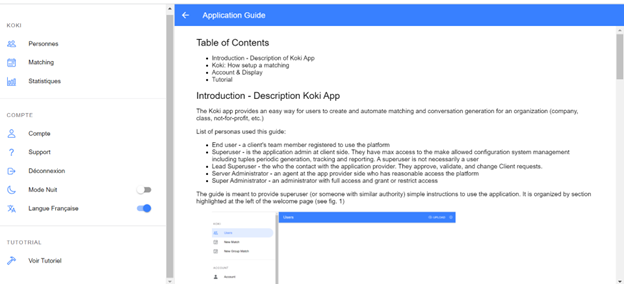 KOKI
Personnes
Matching
Statistiques
COMPTE
Compte
Support
Déconnexion
Mode Nuit
Langue Française
TUTOTRIAL
Voir Tutoriel
Application Guide
Table of Contents
Introduction - Description of Koki App
Koki: How setup a matching
Account & Display
Tutorial
Introduction - Description Koki App
The Koki app provides an easy way for users to create and automate matching and conversation generation for an organization (company,
class, not-for-profit, etc.)
List of personas used this guide:
End user - a client's team member registered to use the platform
Superuser - is the application admin at client side. They have max access to the make allowed configuration system management
including tuples periodic generation, tracking and reporting. A superuser is not necessarily a user
Lead Superuser - the who the contact with the application provider. They approve, validate, and change Client requests.
Server Administrator - an agent at the app provider side who has reasonable access the platform
Super Administrator - an administrator with full access and grant or restrict access
The guide is meant to provide superuser (or someone with similar authority) simple instructions to use the application. It is organized by section
highlighted at the left of the welcome page (see fig. 1)
Users
Users
New Match
New Group Match
ACCOUNT
Account